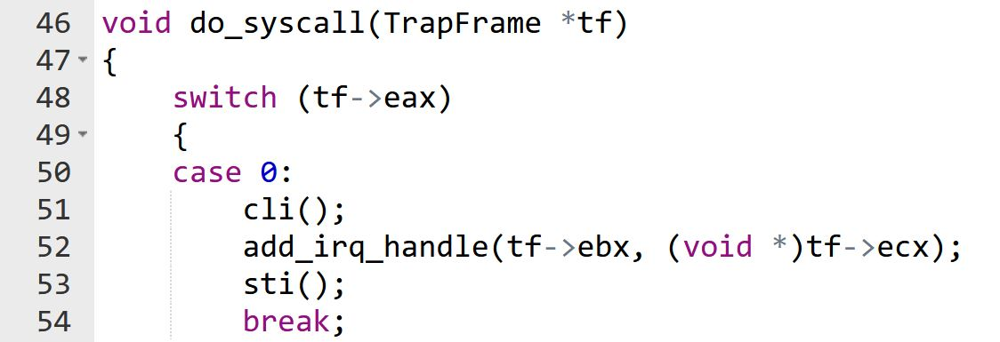 46 void do_syscall(TrapFrame *tf)
47 {
48     switch (tf->eax)
49     {
50     case 0:
51         cli();
52         add_irq_handle(tf->ebx, (void *)tf->ecx);
53         sti();
54         break;